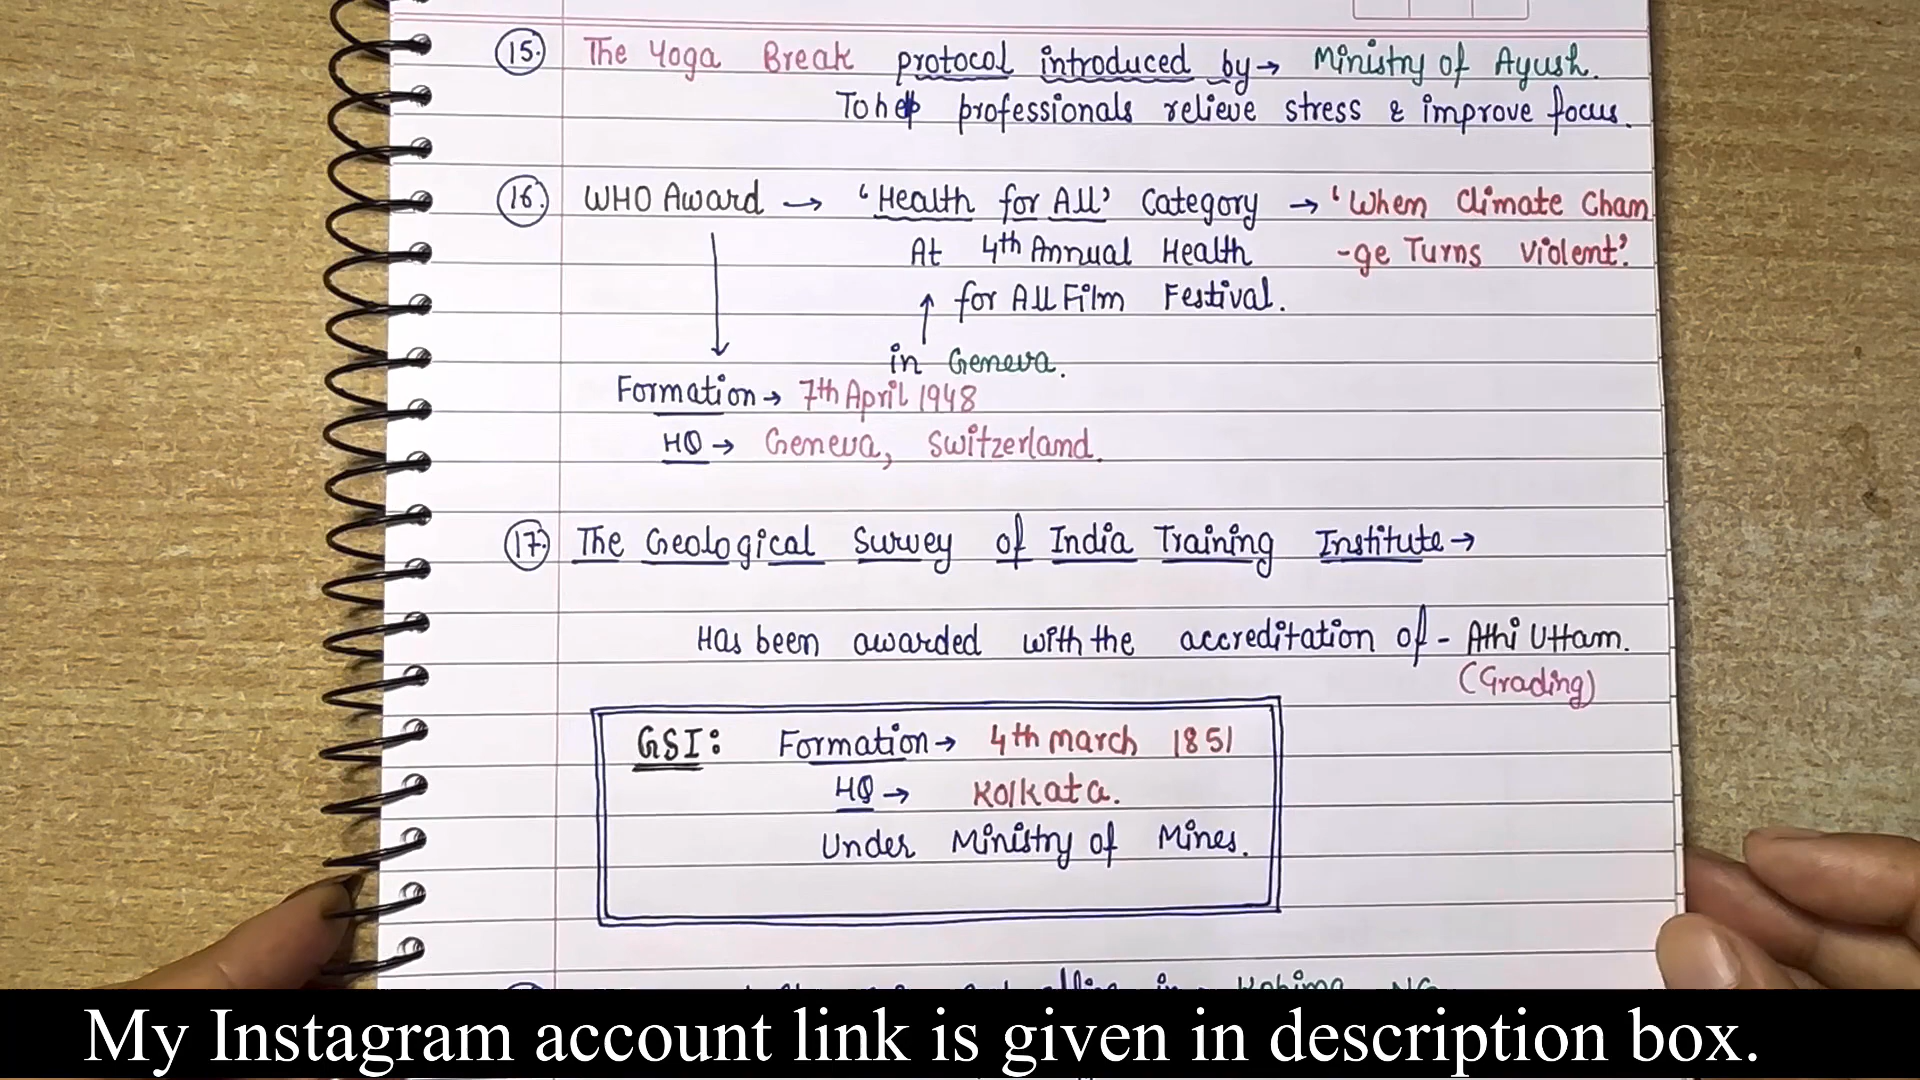 15. The Yoga Break protocol introduced by → Ministry of Ayush.
To help professionals relieve stress & improve focus.
16. WHO Award → 'Health for All' Category → 'When Climate Chan
At 4th Annual Health -ge Turns Violent'.
for All Film Festival.
in Geneva.
Formation → 7th April 1948
HQ → Geneva, Switzerland.
17. The Geological Survey of India Training Institute →
Has been awarded with the accreditation of - Athi Uttam.
(Grading)
GSI: Formation → 4th march 1851
HQ → Kolkata.
Under Ministry of Mines.
in Kohima
My Instagram account link is given in description box.